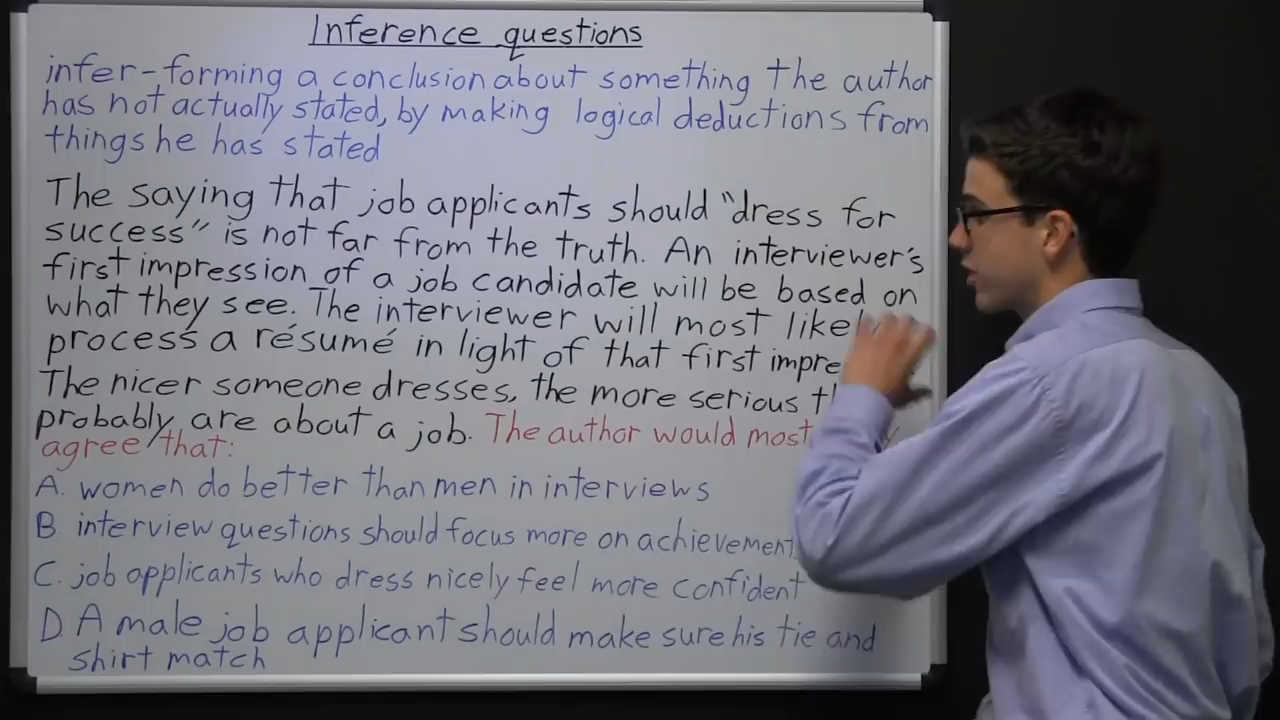 Inference questions
infer-forming a conclusion about something the author
has not actually stated, by making logical deductions from
things he has stated
The saying that job applicants should "dress for
success" is not far from the truth. An interviewer's
first impression of a job candidate will be based on
what they see. The interviewer will most
process a résumé in light of that first
The nicer someone dresses, the more serious
probably are about a job. The author would most
agree that:
A. women do better than men in interviews
B. interview questions should focus more on
C. job applicants who dress nicely feel more confident
D. A male job applicant should make sure his tie and
shirt match